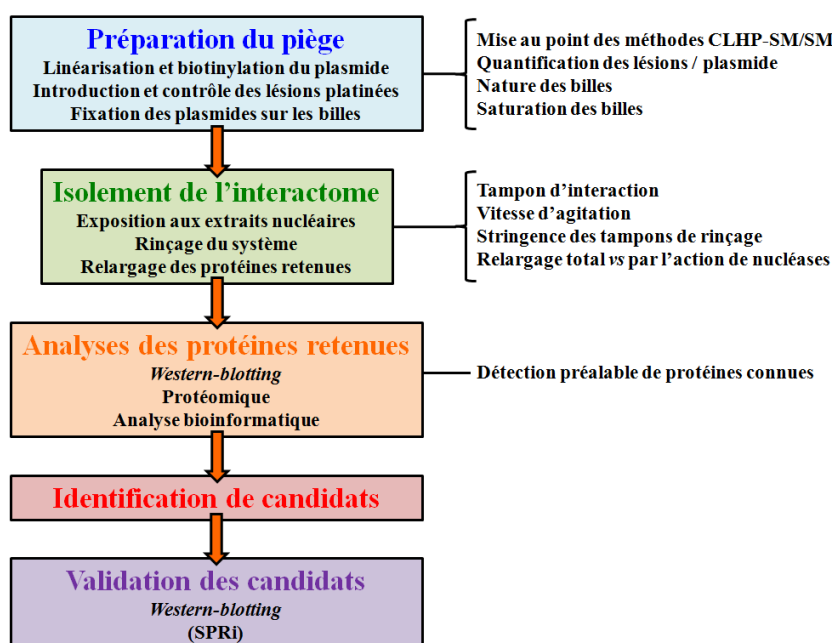 Préparation du piège
Linéarisation et biotinylation du plasmide
Introduction et contrôle des lésions platinées
Fixation des plasmides sur les billes
Mise au point des méthodes CLHP-SM/SM
Quantification des lésions / plasmide
Nature des billes
Saturation des billes
Isolement de l'interactome
Exposition aux extraits nucléaires
Rinçage du système
Relargage des protéines retenues
Tampon d'interaction
Vitesse d'agitation
Stringence des tampons de rinçage
Relargage total vs par l'action de nucléases
Analyses des protéines retenues
Western-blotting
Protéomique
Analyse bioinformatique
Détection préalable de protéines connues
Identification de candidats
Validation des candidats
Western-blotting
(SPRi)